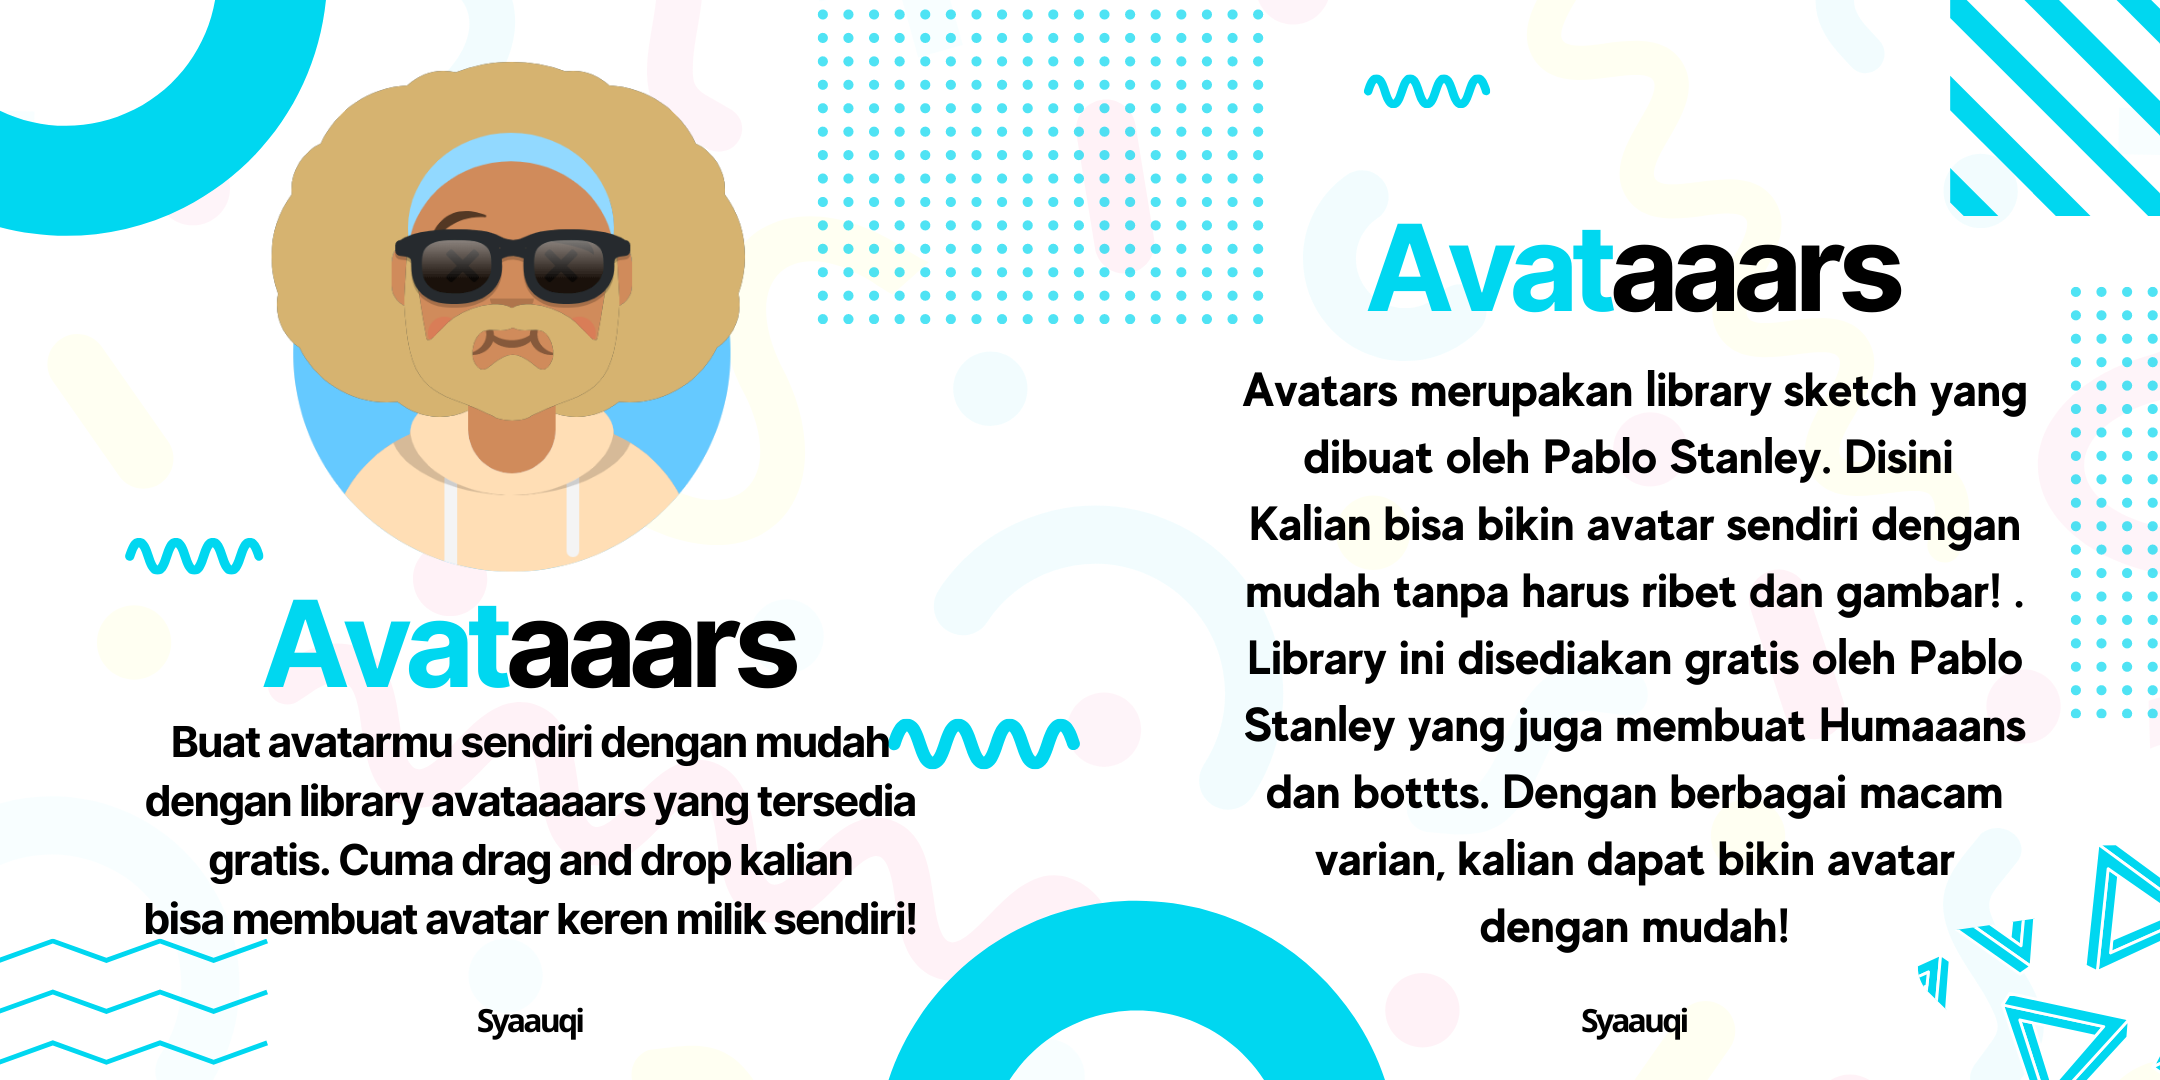 Avataaars
Buat avatarmu sendiri dengan mudah
dengan library avataaaars yang tersedia
gratis. Cuma drag and drop kalian
bisa membuat avatar keren milik sendiri!
Syaauqi
Avataaars
Avatars merupakan library sketch yang
dibuat oleh Pablo Stanley. Disini
Kalian bisa bikin avatar sendiri dengan
mudah tanpa harus ribet dan gambar! .
Library ini disediakan gratis oleh Pablo
Stanley yang juga membuat Humaaans
dan bottts. Dengan berbagai macam
varian, kalian dapat bikin avatar
dengan mudah!
Syaauqi